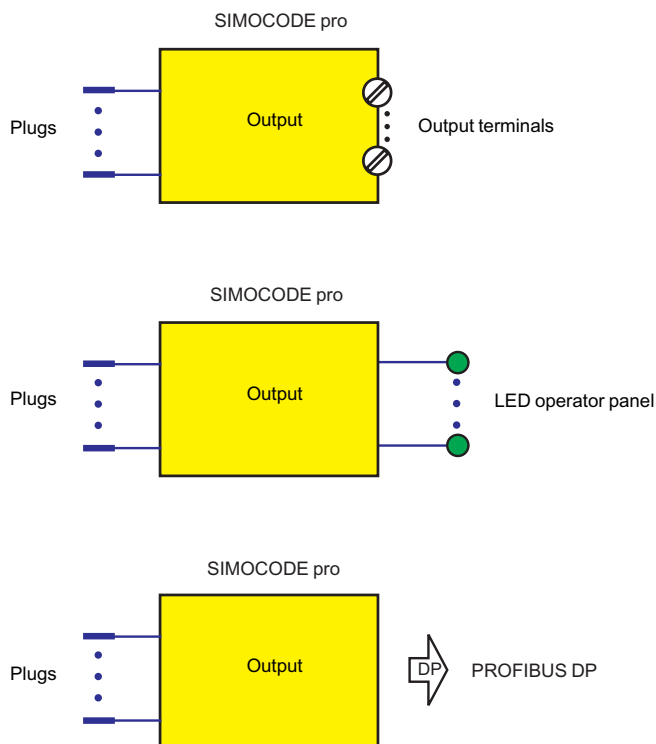 SIMOCODE pro
Plugs
Output
Output terminals
SIMOCODE pro
Plugs
Output
LED operator panel
SIMOCODE pro
Plugs
Output
DP
PROFIBUS DP